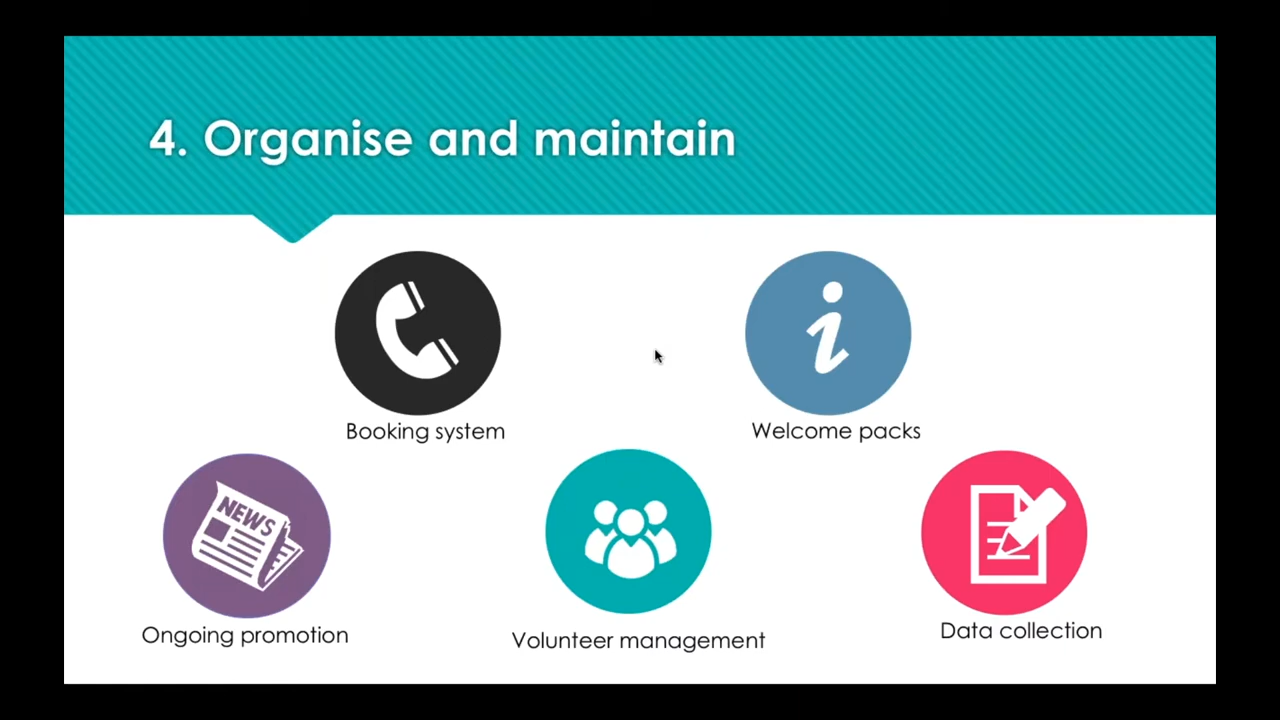 4. Organise and maintain
Booking system
Welcome packs
NEWS
Ongoing promotion
Volunteer management
Data collection